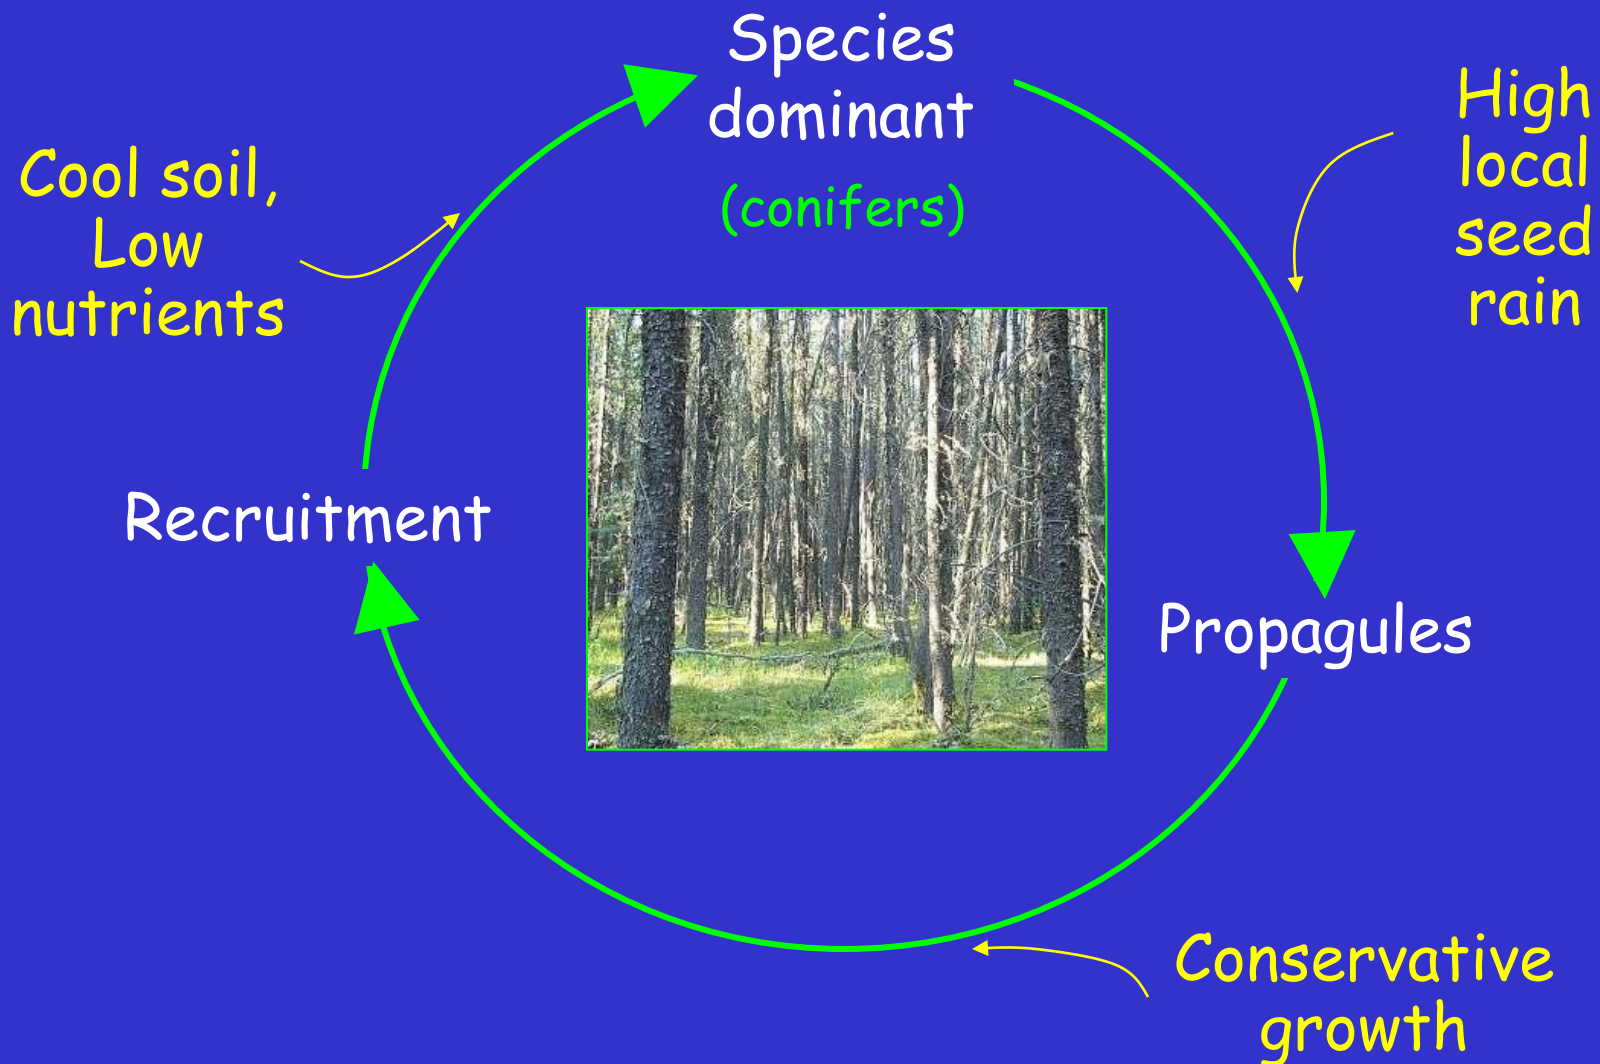 Species
dominant
(conifers)
High
local
seed
rain
Cool soil,
Low
nutrients
Recruitment
Propagules
Conservative
growth